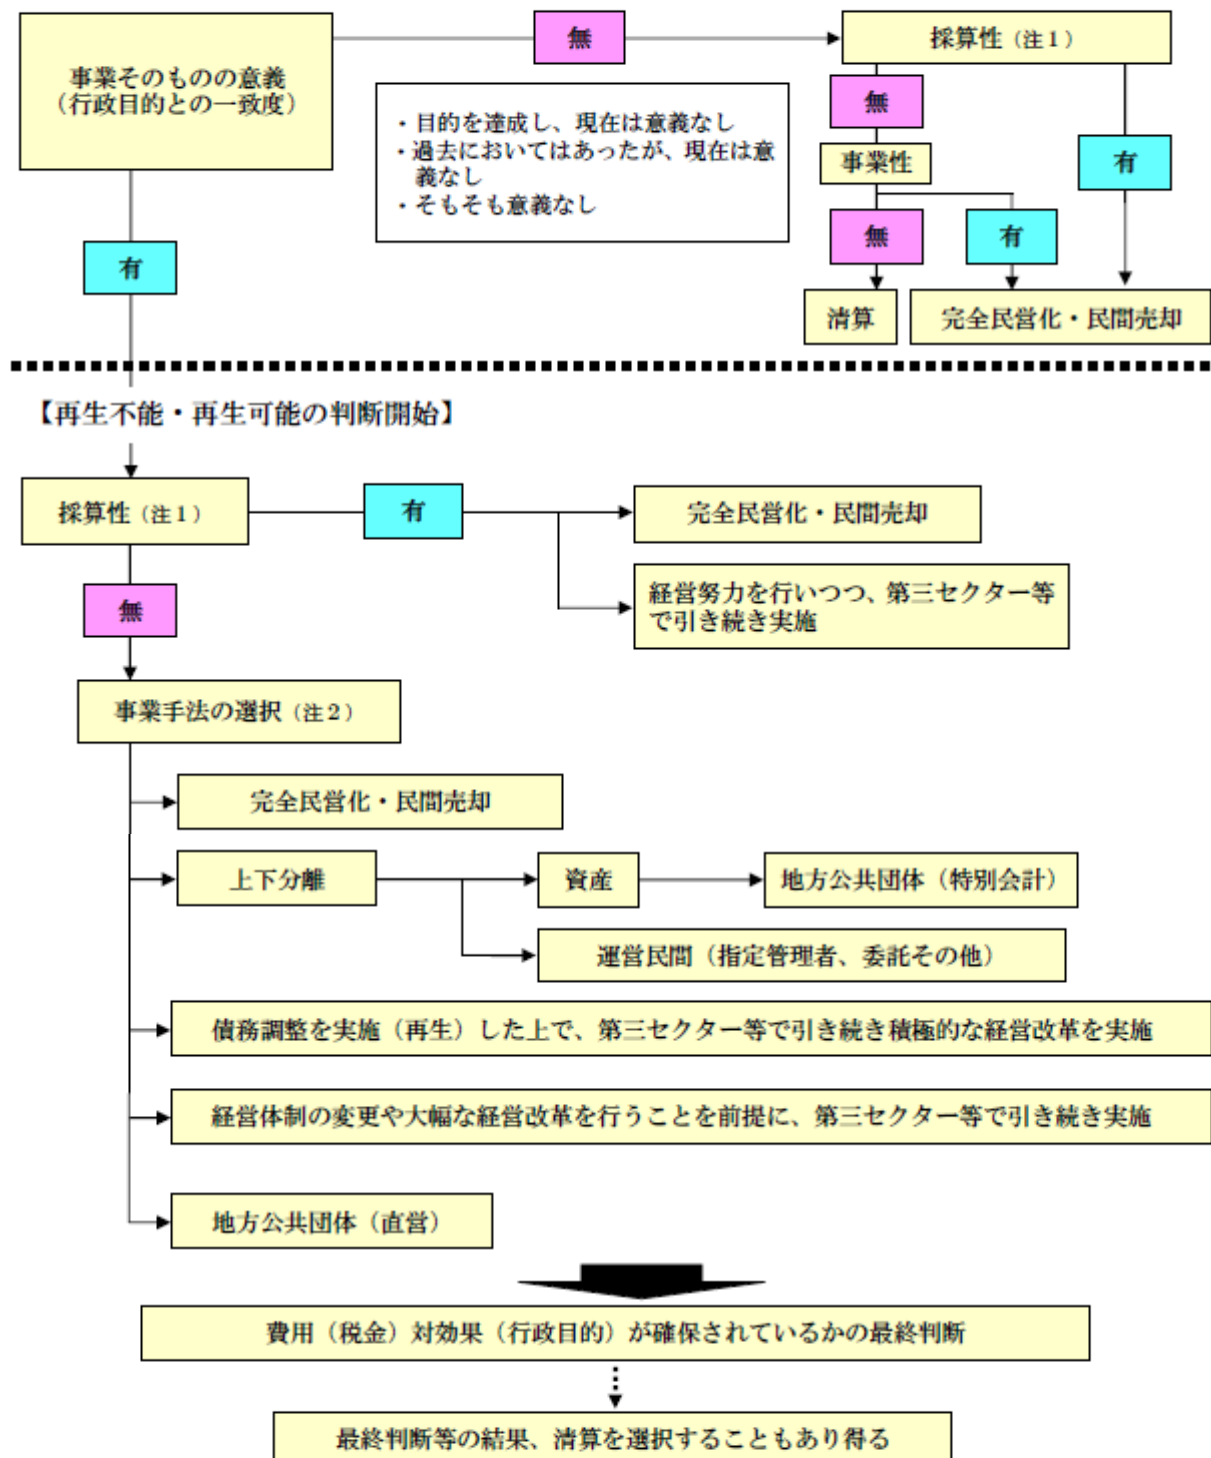 事業そのものの意義
（行政目的との一致度）
無
採算性（注１）
・目的を達成し、現在は意義なし
・過去においてはあったが、現在は意
義なし
・そもそも意義なし
無
事業性
有
無
有
有
清算
完全民営化・民間売却
【再生不能・再生可能の判断開始】
採算性（注１）
有
完全民営化・民間売却
経営努力を行いつつ、第三セクター等
で引き続き実施
無
事業手法の選択（注２）
完全民営化・民間売却
上下分離
資産
地方公共団体（特別会計）
運営民間（指定管理者、委託その他）
債務調整を実施（再生）した上で、第三セクター等で引き続き積極的な経営改革を実施
経営体制の変更や大幅な経営改革を行うことを前提に、第三セクター等で引き続き実施
地方公共団体（直営）
費用（税金）対効果（行政目的）が確保されているかの最終判断
最終判断等の結果、清算を選択することもあり得る